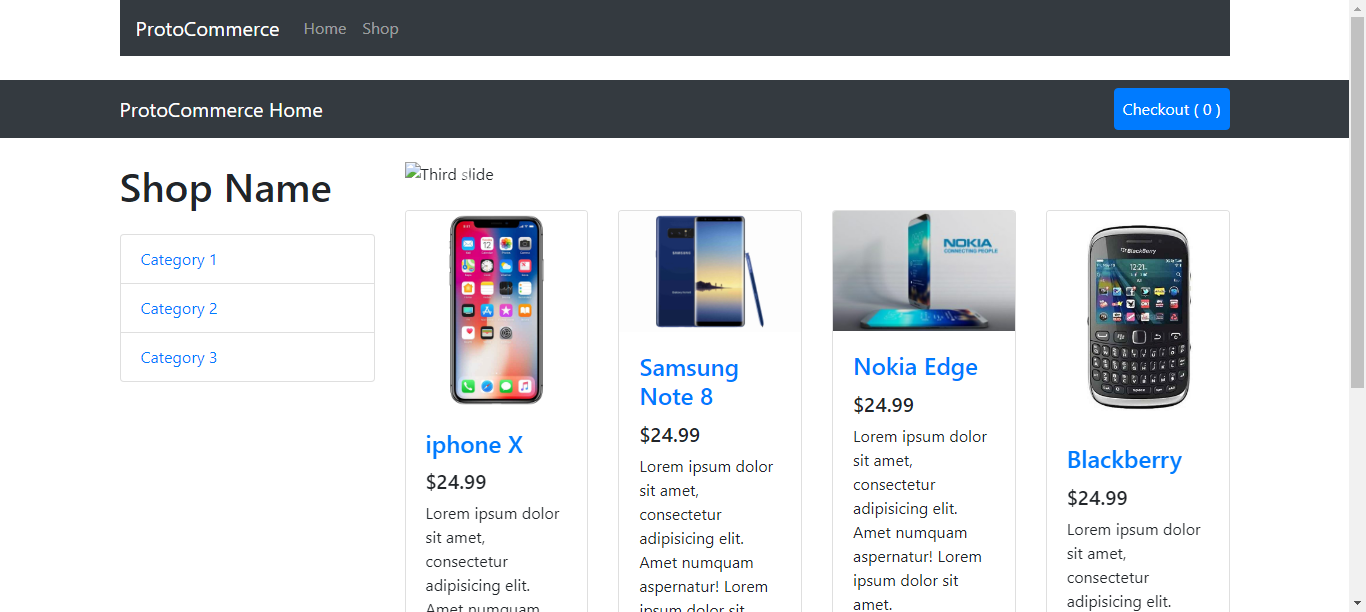 ProtoCommerce Home Shop
ProtoCommerce Home
Checkout ( 0 )
Shop Name
Category 1
Category 2
Category 3
Third slide
iphone X
$24.99
Lorem ipsum dolor
sit amet,
consectetur
adipisicing elit.
Amet numquam
Samsung
Note 8
$24.99
Lorem ipsum dolor
sit amet,
consectetur
adipisicing elit.
Amet numquam
aspernatur! Lorem
ipsum dolor sit
NOKIA
CONNECTING PEOPLE
Nokia Edge
$24.99
Lorem ipsum dolor
sit amet,
consectetur
adipisicing elit.
Amet numquam
aspernatur! Lorem
ipsum dolor sit
amet.
BlackBerry
12:21
Blackberry
$24.99
Lorem ipsum dolor
sit amet,
consectetur
adipisicing elit.